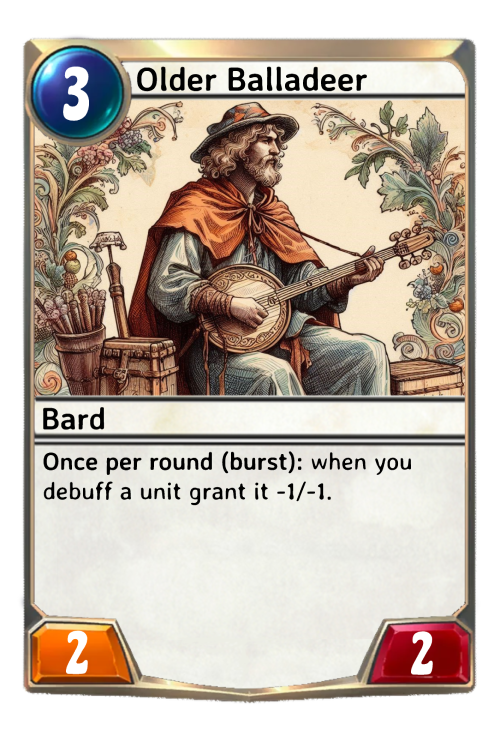 3
Older Balladeer
Bard
Once per round (burst): when you
debuff a unit grant it -1/-1.
2
2